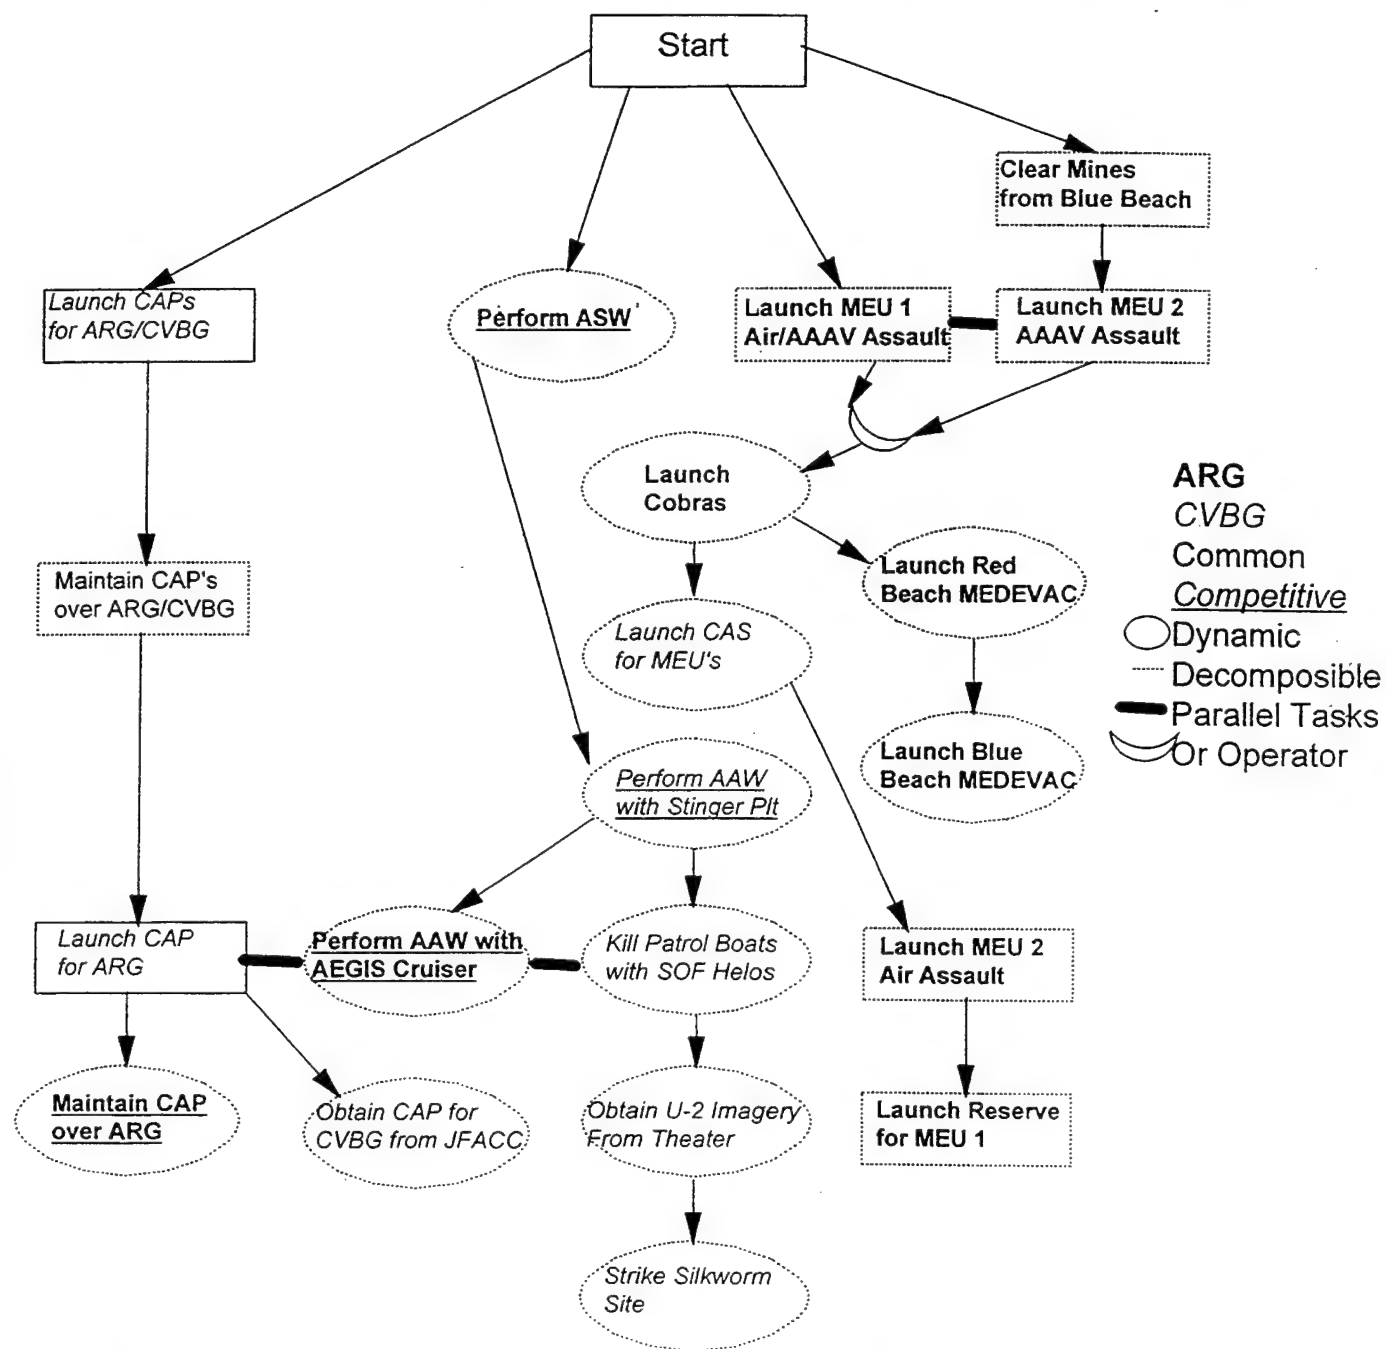 Start
Clear Mines
from Blue Beach
Launch CAPs
for ARG/CVBG
Perform ASW
Launch MEU 1
Air/AAAV Assault
Launch MEU 2
AAAV Assault
Launch
Cobras
ARG
CVBG
Common
Competitive
Dynamic
Decomposible
Parallel Tasks
Or Operator
Maintain CAP's
over ARG/CVBG
Launch Red
Beach MEDEVAC
Launch CAS
for MEU's
Launch Blue
Beach MEDEVAC
Perform AAW
with Stinger Plt
Launch CAP
for ARG
Perform AAW with
AEGIS Cruiser
Kill Patrol Boats
with SOF Helos
Launch MEU 2
Air Assault
Maintain CAP
over ARG
Obtain CAP for
CVBG from JFACC
Obtain U-2 Imagery
From Theater
Launch Reserve
for MEU 1
Strike Silkworm
Site